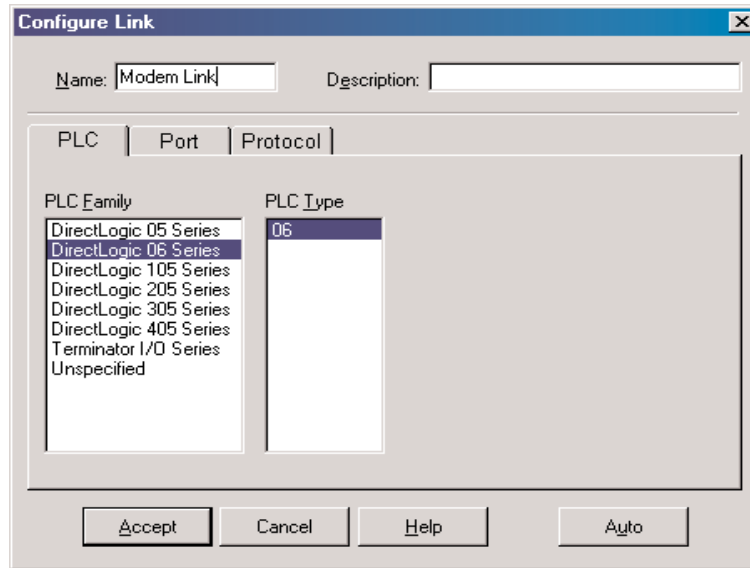 Configure Link
Name: Modem Link Description:
PLC Port Protocol
PLC Family PLC Type
DirectLogic 05 Series 06
DirectLogic 06 Series
DirectLogic 105 Series
DirectLogic 205 Series
DirectLogic 305 Series
DirectLogic 405 Series
Terminator I/O Series
Unspecified
Accept Cancel Help Auto